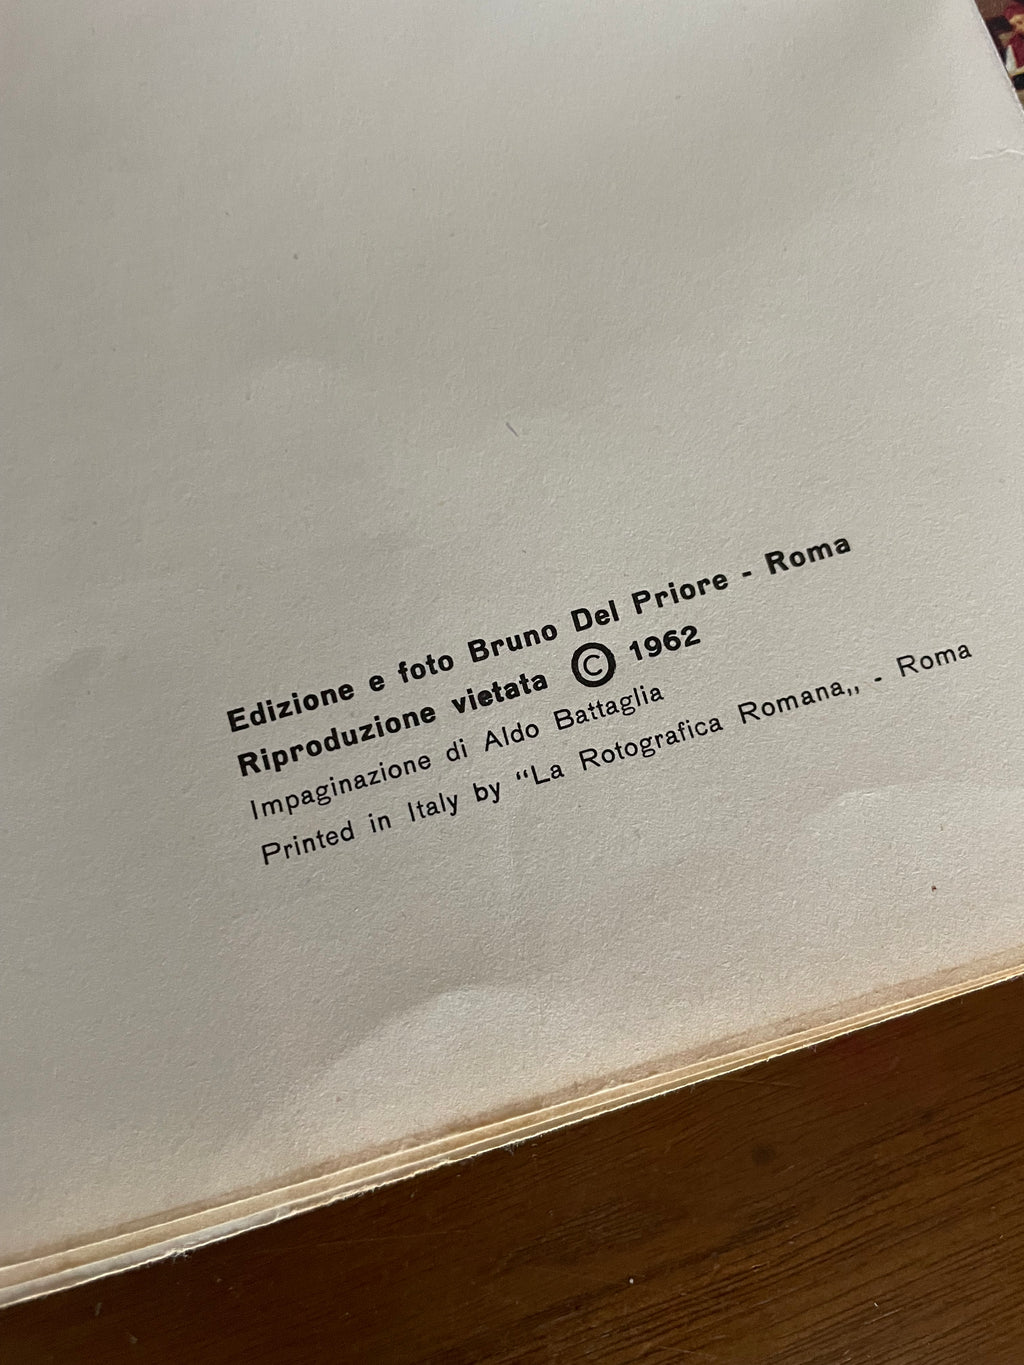 Edizione e foto Bruno Del Priore - Roma
Riproduzione vietata © 1962
Impaginazione di Aldo Battaglia
Printed in Italy by “La Rotografica Romana„ - Roma